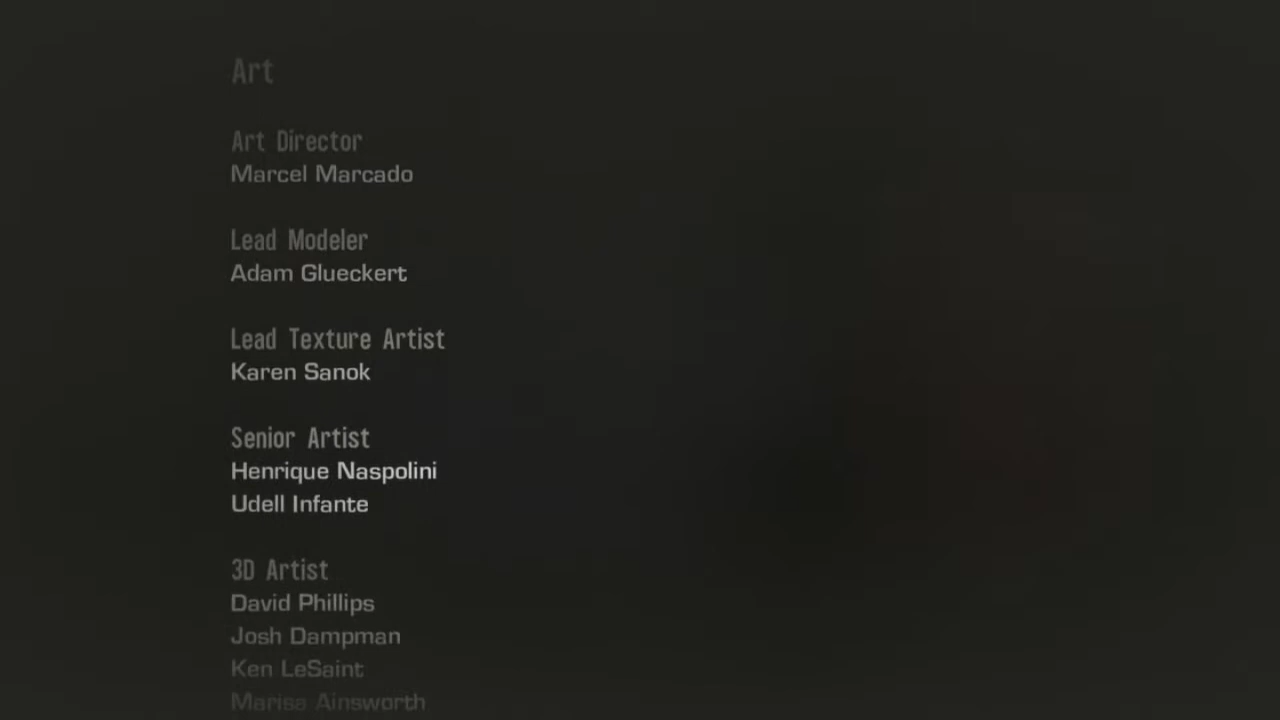 Art
Art Director
Marcel Marcado
Lead Modeler
Adam Glueckert
Lead Texture Artist
Karen Sanok
Senior Artist
Henrique Naspolini
Udell Infante
3D Artist
David Phillips
Josh Dampman
Ken LeSaint
Marisa Ainsworth